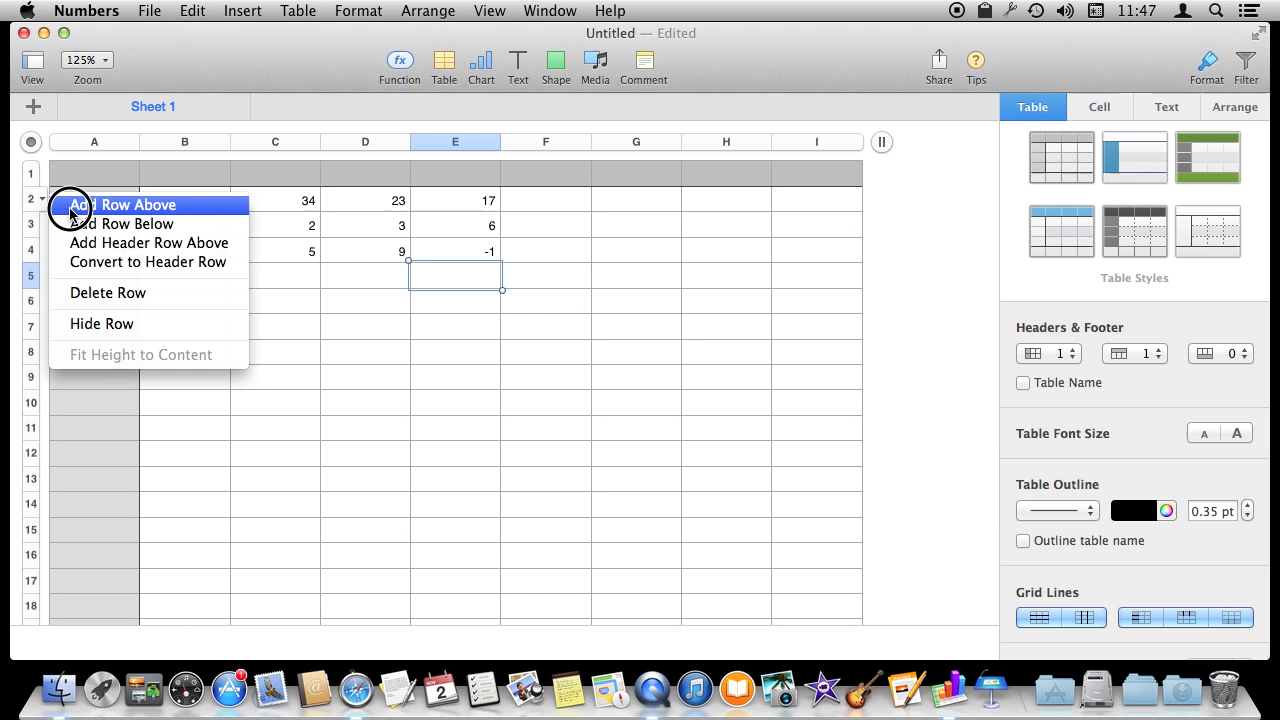 Numbers File Edit Insert Table Format Arrange View Window Help 11:47
Untitled — Edited
125%
View Zoom Function Table Chart Text Shape Media Comment Share Tips Format Filter
Sheet 1 Table Cell Text Arrange
A B C D E F G H I
1
2 34 23 17
3 2 3 6
4 5 9 -1
5
6
7
8
9
10
11
12
13
14
15
16
17
18
Add Row Above
Add Row Below
Add Header Row Above
Convert to Header Row
Delete Row
Hide Row
Fit Height to Content
Table Styles
Headers & Footer
1 1 0
Table Name
Table Font Size A A
Table Outline
0.35 pt
Outline table name
Grid Lines